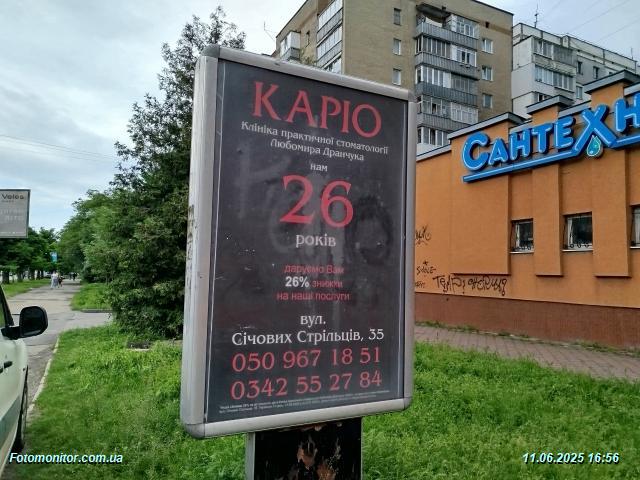 КАРІО
Клініка практичної стоматології
Любомира Дранчука
нам
26
років
даруємо Вам
26% знижки
на наші послуги
вул.
Січових Стрільців, 35
050 967 18 51
0342 55 27 84
САНТЕХН
Veles
Fotomonitor.com.ua
11.06.2025 16:56